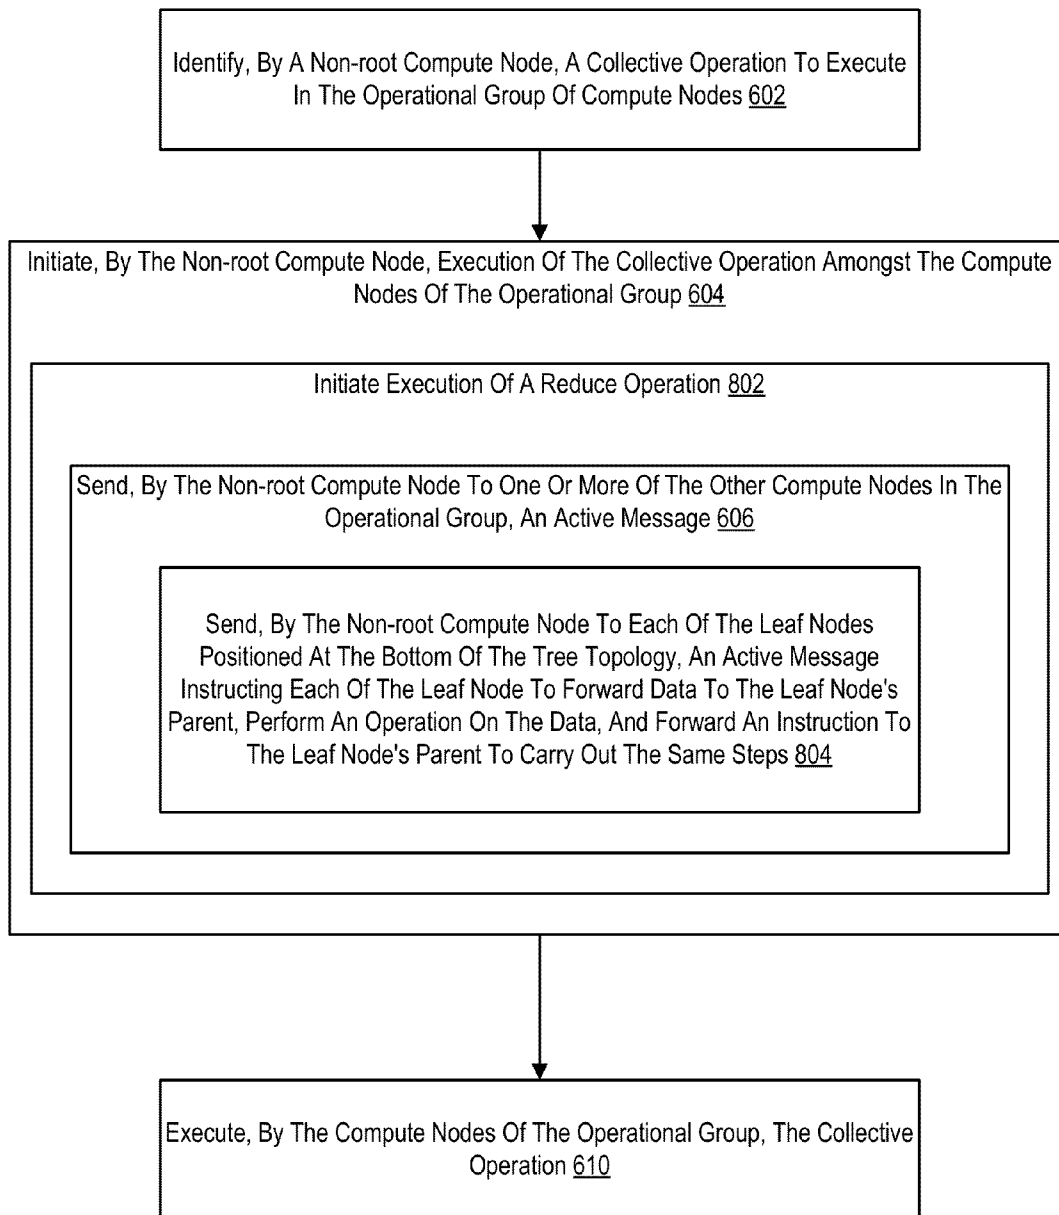 Identify, By A Non-root Compute Node, A Collective Operation To Execute
In The Operational Group Of Compute Nodes 602
Initiate, By The Non-root Compute Node, Execution Of The Collective Operation Amongst The Compute
Nodes Of The Operational Group 604
Initiate Execution Of A Reduce Operation 802
Send, By The Non-root Compute Node To One Or More Of The Other Compute Nodes In The
Operational Group, An Active Message 606
Send, By The Non-root Compute Node To Each Of The Leaf Nodes
Positioned At The Bottom Of The Tree Topology, An Active Message
Instructing Each Of The Leaf Node To Forward Data To The Leaf Node's
Parent, Perform An Operation On The Data, And Forward An Instruction To
The Leaf Node's Parent To Carry Out The Same Steps 804
Execute, By The Compute Nodes Of The Operational Group, The Collective
Operation 610